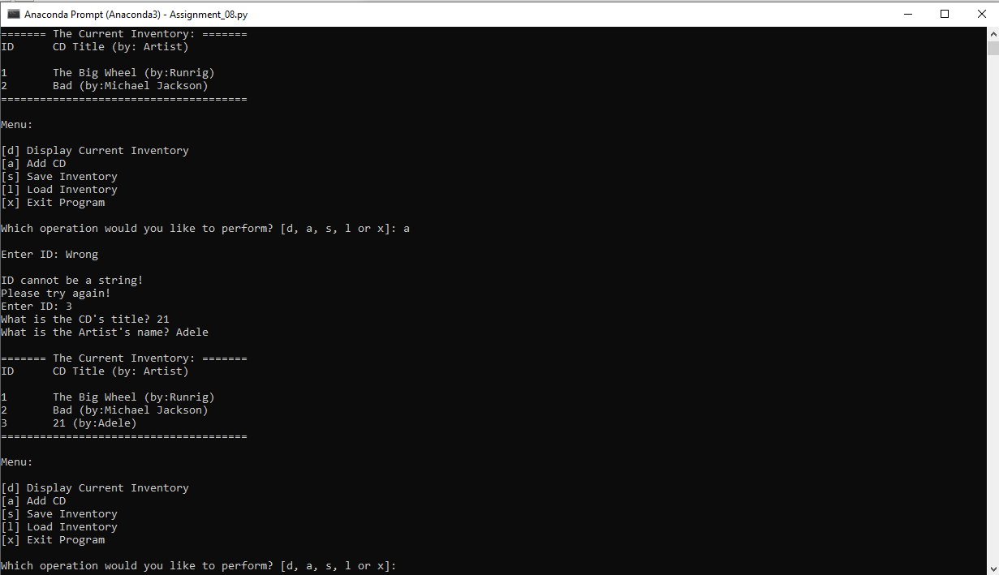 Anaconda Prompt (Anaconda3) - Assignment_08.py
======= The Current Inventory: =======
ID      CD Title (by: Artist)
1       The Big Wheel (by:Runrig)
2       Bad (by:Michael Jackson)
======================================
Menu:
[d] Display Current Inventory
[a] Add CD
[s] Save Inventory
[l] Load Inventory
[x] Exit Program
Which operation would you like to perform? [d, a, s, l or x]: a
Enter ID: Wrong
ID cannot be a string!
Please try again!
Enter ID: 3
What is the CD's title? 21
What is the Artist's name? Adele
======= The Current Inventory: =======
ID      CD Title (by: Artist)
1       The Big Wheel (by:Runrig)
2       Bad (by:Michael Jackson)
3       21 (by:Adele)
======================================
Menu:
[d] Display Current Inventory
[a] Add CD
[s] Save Inventory
[l] Load Inventory
[x] Exit Program
Which operation would you like to perform? [d, a, s, l or x]: